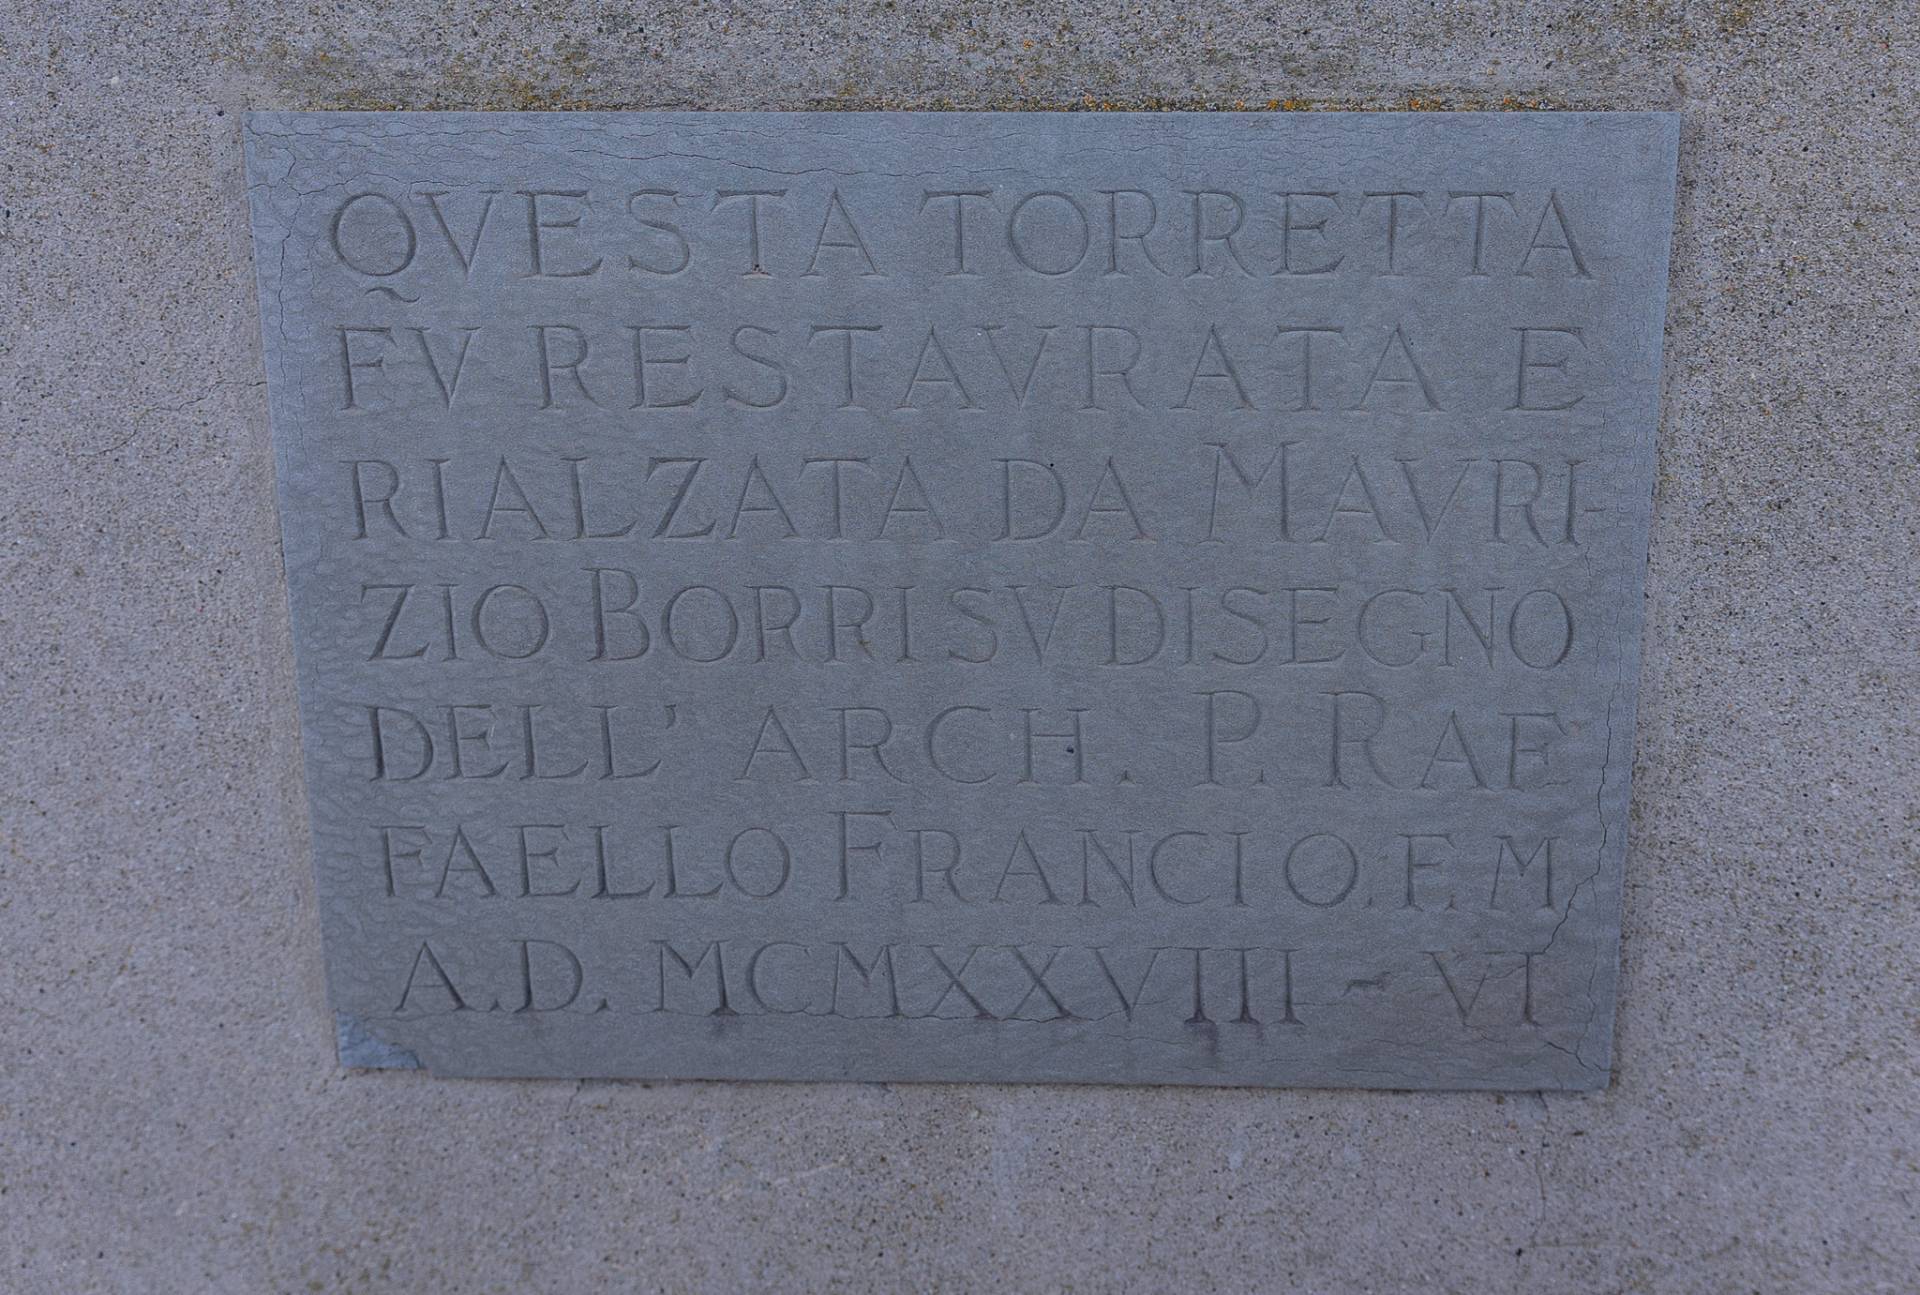 QVESTA TORRETTA
FV RESTAVRATA E
RIALZATA DA MAVRI-
ZIO BORRI SV DISEGNO
DELL' ARCH. P. RAF
FAELLO FRANCI O. F. M
A.D. MCMXXVIII - VI